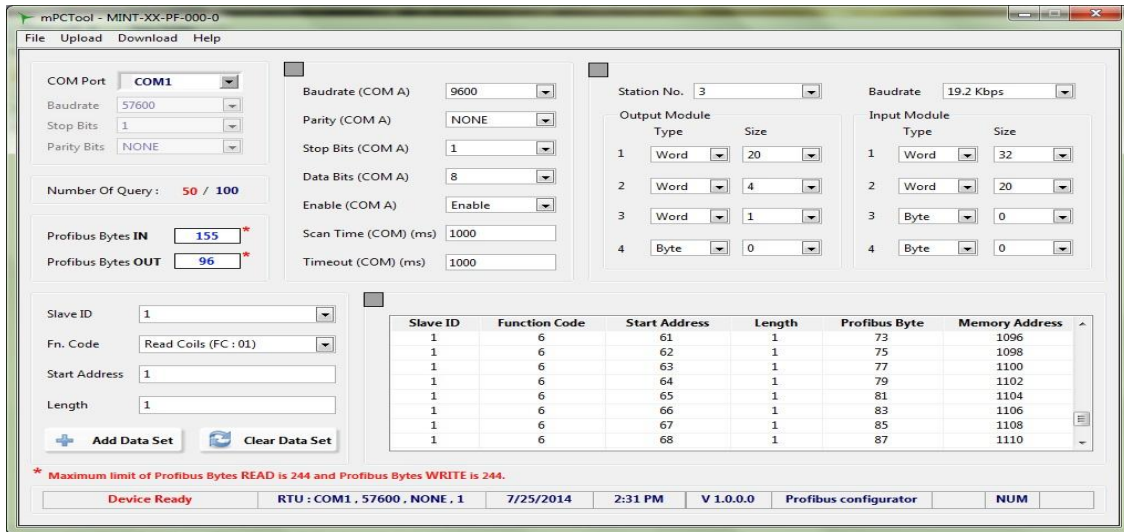 mPCTool - MINT-XX-PF-000-0
File Upload Download Help
COM Port COM1
Baudrate 57600
Stop Bits 1
Parity Bits NONE
Number Of Query : 50 / 100
Profibus Bytes IN 155 *
Profibus Bytes OUT 96 *
Baudrate (COM A) 9600
Parity (COM A) NONE
Stop Bits (COM A) 1
Data Bits (COM A) 8
Enable (COM A) Enable
Scan Time (COM) (ms) 1000
Timeout (COM) (ms) 1000
Station No. 3 Baudrate 19.2 Kbps
Output Module
Type Size
1 Word 20
2 Word 4
3 Word 1
4 Byte 0
Input Module
Type Size
1 Word 32
2 Word 20
3 Byte 0
4 Byte 0
Slave ID 1
Fn. Code Read Coils (FC : 01)
Start Address 1
Length 1
Add Data Set Clear Data Set
Slave ID Function Code Start Address Length Profibus Byte Memory Address
1 6 61 1 73 1096
1 6 62 1 75 1098
1 6 63 1 77 1100
1 6 64 1 79 1102
1 6 65 1 81 1104
1 6 66 1 83 1106
1 6 67 1 85 1108
1 6 68 1 87 1110
* Maximum limit of Profibus Bytes READ is 244 and Profibus Bytes WRITE is 244.
Device Ready RTU : COM1 , 57600 , NONE , 1 7/25/2014 2:31 PM V 1.0.0.0 Profibus configurator NUM